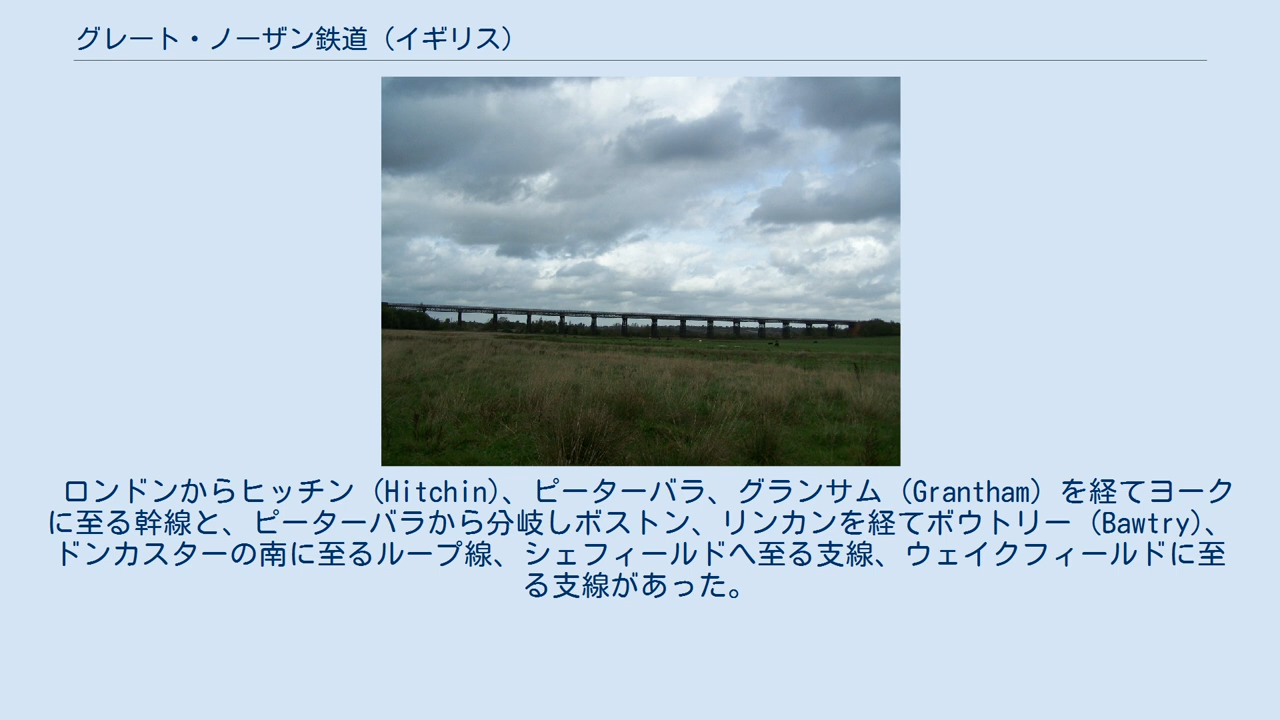 グレート・ノーザン鉄道（イギリス）
ロンドンからヒッチン（Hitchin）、ピーターバラ、グランサム（Grantham）を経てヨーク
に至る幹線と、ピーターバラから分岐しボストン、リンカンを経てボウトリー（Bawtry）、
ドンカスターの南に至るループ線、シェフィールドへ至る支線、ウェイクフィールドに至
る支線があった。